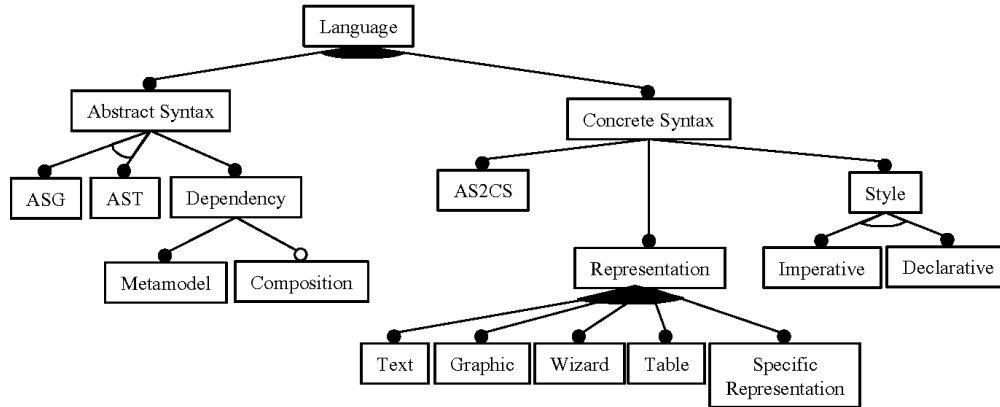 Language
Abstract Syntax
Concrete Syntax
ASG
AST
Dependency
AS2CS
Style
Metamodel
Composition
Representation
Imperative
Declarative
Text
Graphic
Wizard
Table
Specific
Representation